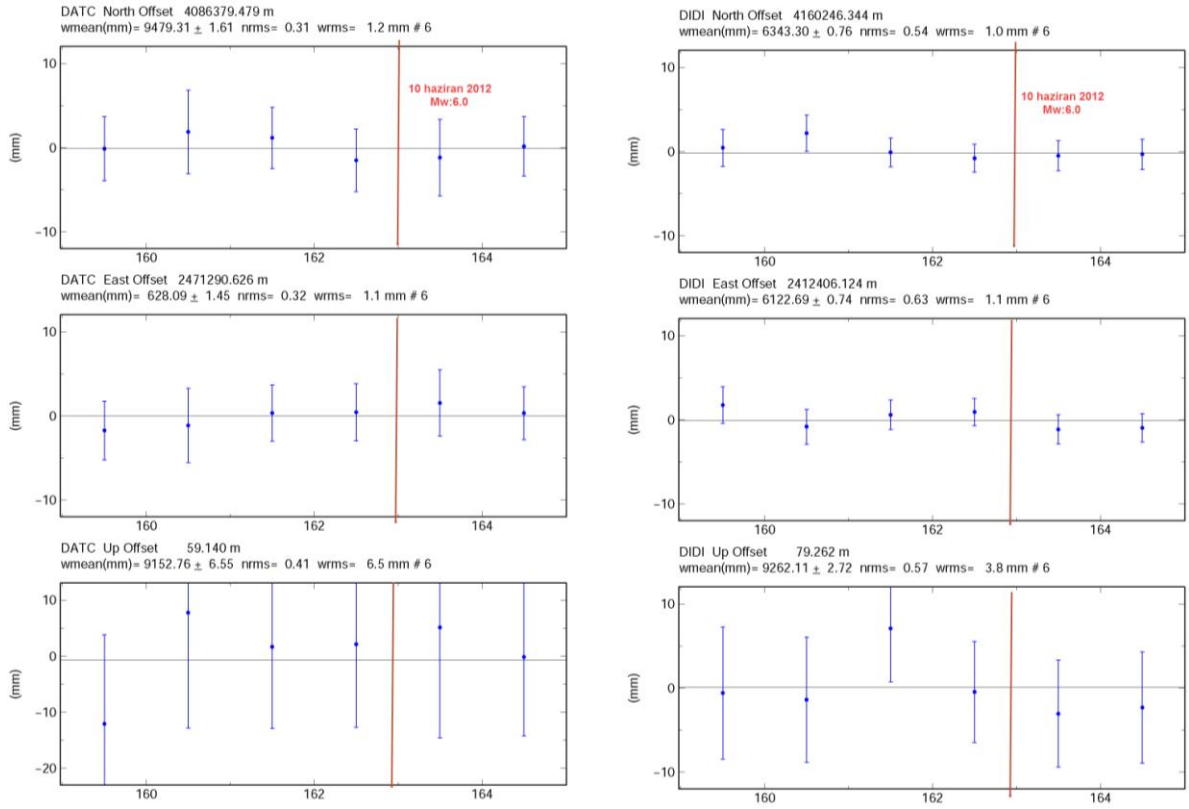 DATC North Offset 4086379.479 m
wmean(mm)= 9479.31 ± 1.61 nrms= 0.31 wrms= 1.2 mm # 6
10
0
−10
(mm)
10 haziran 2012
Mw:6.0
160 162 164
DATC East Offset 2471290.626 m
wmean(mm)= 628.09 ± 1.45 nrms= 0.32 wrms= 1.1 mm # 6
10
0
−10
(mm)
160 162 164
DATC Up Offset 59.140 m
wmean(mm)= 9152.76 ± 6.55 nrms= 0.41 wrms= 6.5 mm # 6
10
0
−10
−20
(mm)
160 162 164
DIDI North Offset 4160246.344 m
wmean(mm)= 6343.30 ± 0.76 nrms= 0.54 wrms= 1.0 mm # 6
10
0
−10
(mm)
10 haziran 2012
Mw:6.0
160 162 164
DIDI East Offset 2412406.124 m
wmean(mm)= 6122.69 ± 0.74 nrms= 0.63 wrms= 1.1 mm # 6
10
0
−10
(mm)
160 162 164
DIDI Up Offset 79.262 m
wmean(mm)= 9262.11 ± 2.72 nrms= 0.57 wrms= 3.8 mm # 6
10
0
−10
(mm)
160 162 164